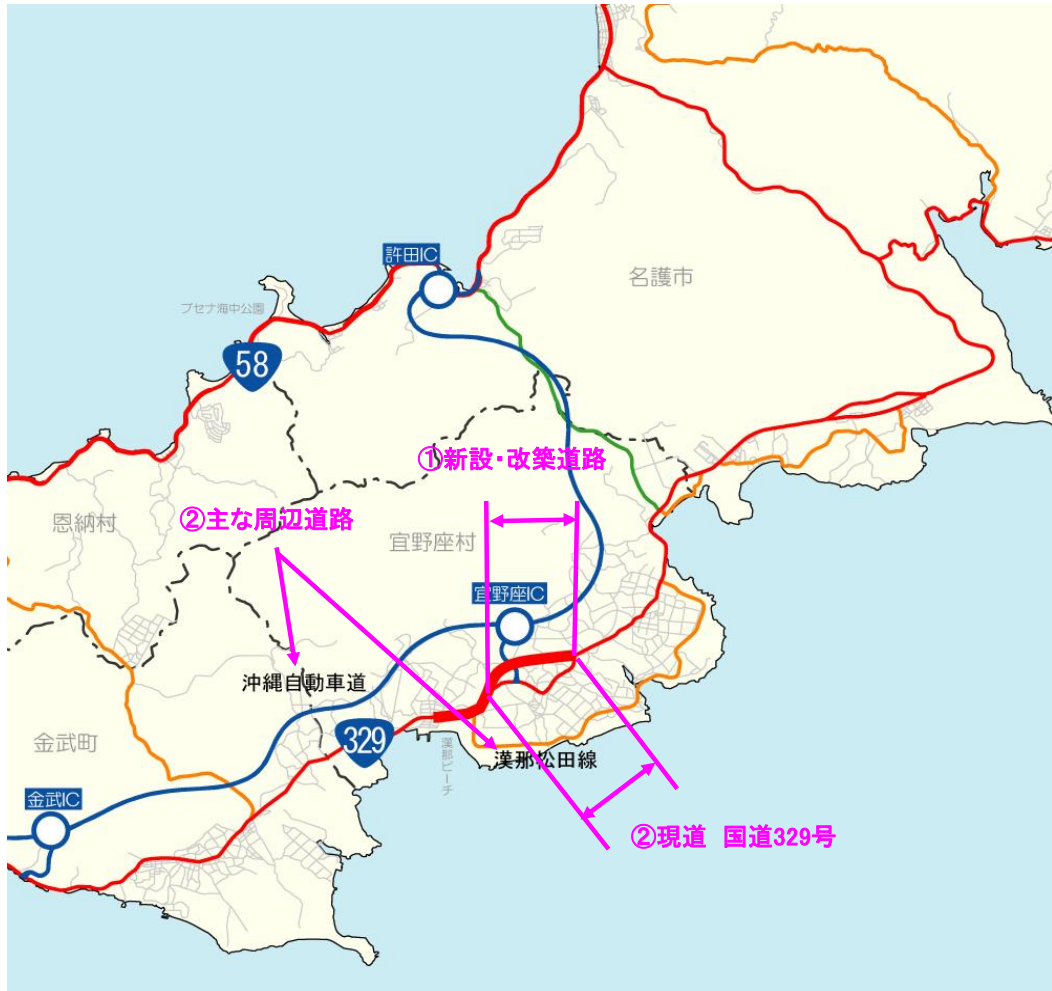 許田IC
名護市
ブセナ海中公園
58
①新設・改築道路
②主な周辺道路
恩納村
宜野座村
宜野座IC
沖縄自動車道
329
金武町
漢那ビーチ
漢那松田線
金武IC
②現道 国道329号